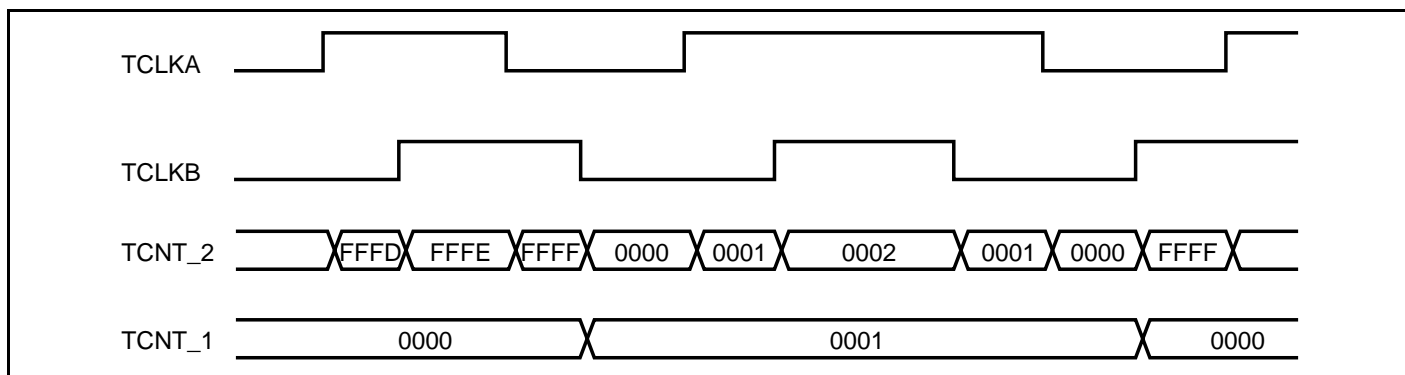 TCLKA
TCLKB
TCNT_2 FFFD FFFE FFFF 0000 0001 0002 0001 0000 FFFF
TCNT_1 0000 0001 0000